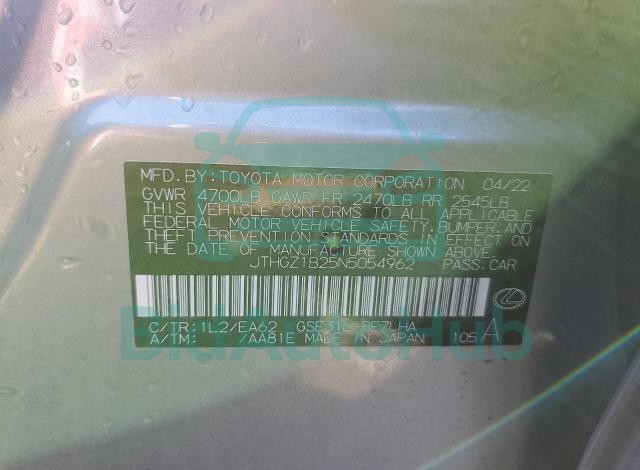 MFD. BY: TOYOTA MOTOR CORPORATION 04/22
GVWR 4700LB GAWR FR 2470LB RR 2545LB
THIS VEHICLE CONFORMS TO ALL APPLICABLE
FEDERAL MOTOR VEHICLE SAFETY, BUMPER, AND
THEFT PREVENTION STANDARDS IN EFFECT ON
THE DATE OF MANUFACTURE SHOWN ABOVE.
JTHGZ1B25N5054962 PASS. CAR
C/TR: 1L2/EA62 GSE31L-BEZLHA
A/TM: /AA81E MADE IN JAPAN 105 A
BidMotors